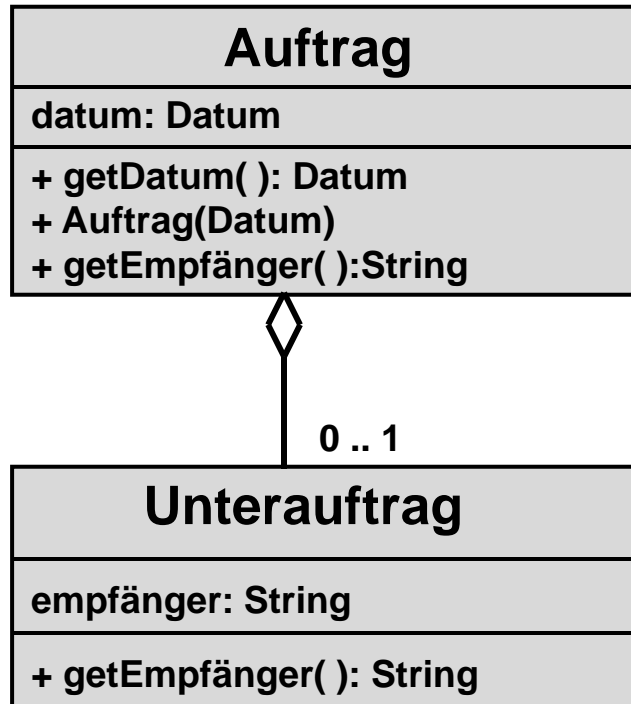 Auftrag
datum: Datum
+ getDatum( ): Datum
+ Auftrag(Datum)
+ getEmpfänger( ):String
0 .. 1
Unterauftrag
empfänger: String
+ getEmpfänger( ): String